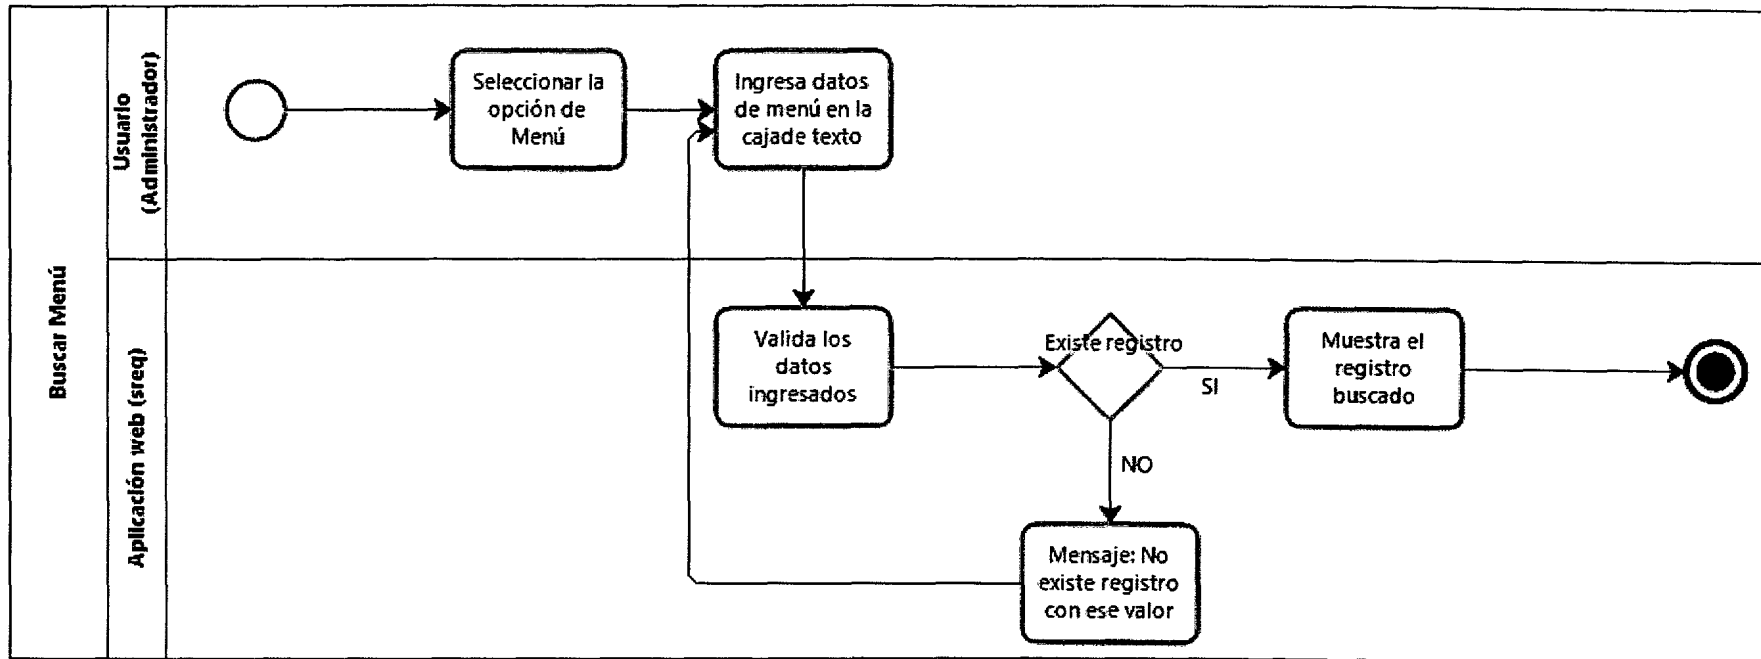 Buscar Menú
Usuario
(Administrador)
Seleccionar la
opción de
Menú
Ingresa datos
de menú en la
cajade texto
Aplicación web (sreq)
Valida los
datos
ingresados
Existe registro
SI
Muestra el
registro
buscado
NO
Mensaje: No
existe registro
con ese valor